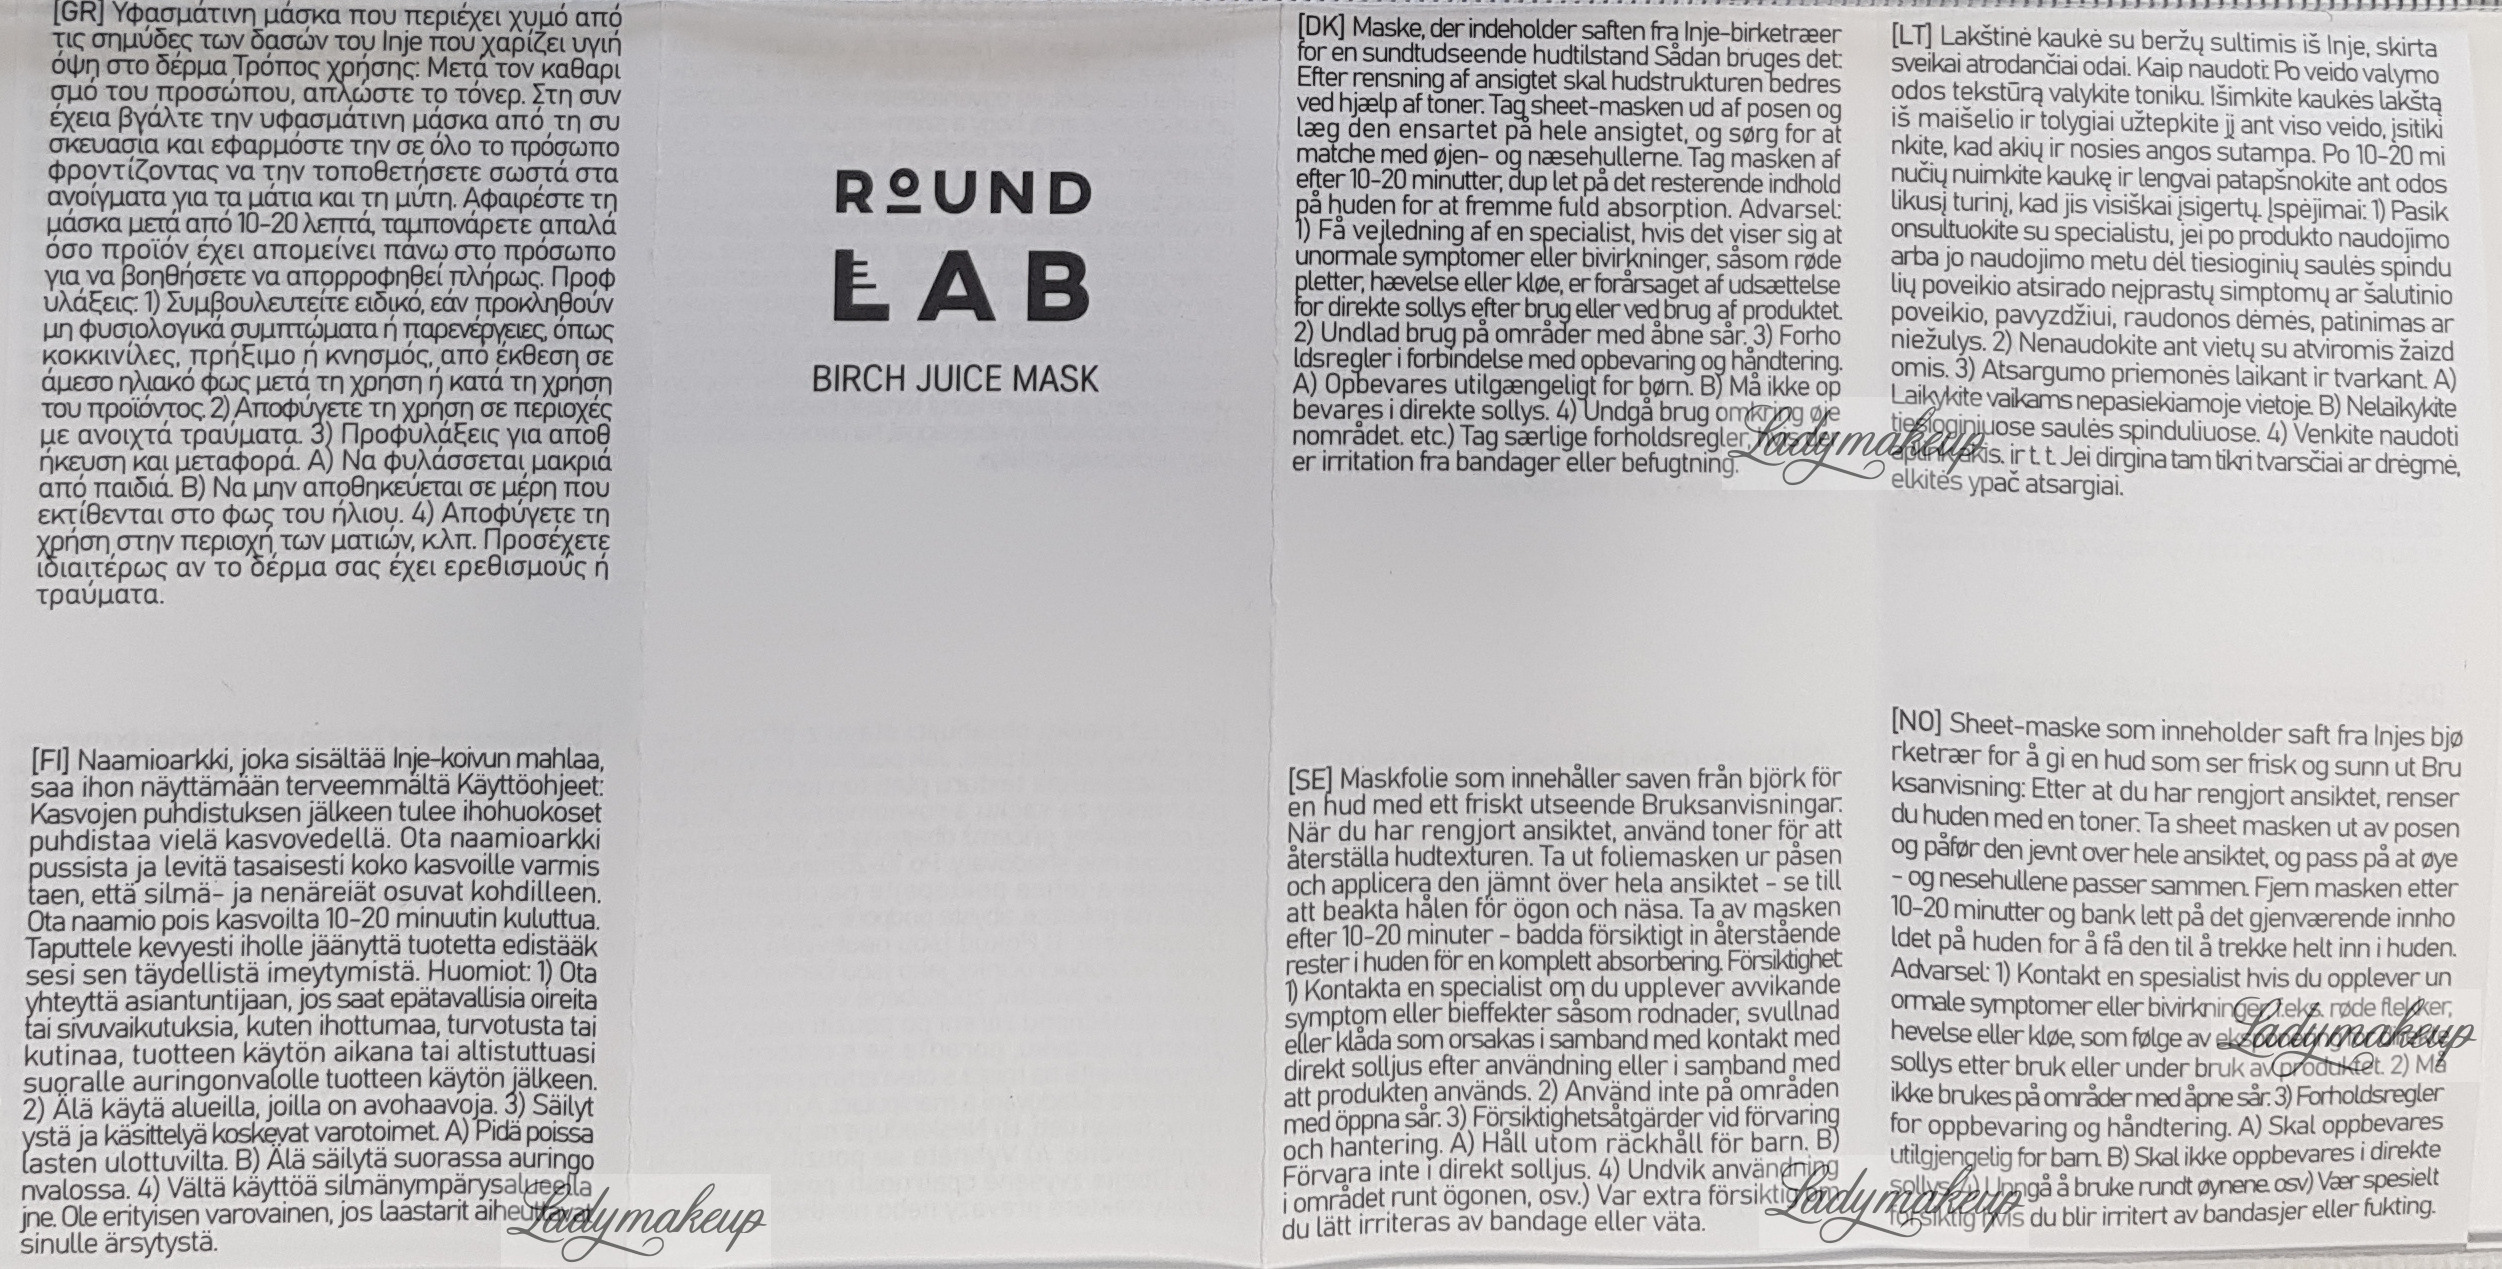 [GR] Υφασμάτινη μάσκα που περιέχει χυμό από
τις σημύδες των δασών του Inje που χαρίζει υγιή
όψη στο δέρμα Τρόπος χρήσης: Μετά τον καθαρι
σμό του προσώπου, απλώστε το τόνερ. Στη συν
έχεια βγάλτε την υφασμάτινη μάσκα από τη συ
σκευασία και εφαρμόστε την σε όλο το πρόσωπο
φροντίζοντας να την τοποθετήσετε σωστά στα
ανοίγματα για τα μάτια και τη μύτη. Αφαιρέστε τη
μάσκα μετά από 10-20 λεπτά, ταμπονάρετε απαλά
όσο προϊόν έχει απομείνει πάνω στο πρόσωπο
για να βοηθήσετε να απορροφηθεί πλήρως. Προφ
υλάξεις: 1) Συμβουλευτείτε ειδικό, εάν προκληθούν
μη φυσιολογικά συμπτώματα ή παρενέργειες, όπως
κοκκινίλες, πρήξιμο ή κνησμός, από έκθεση σε
άμεσο ηλιακό φως μετά τη χρήση ή κατά τη χρήση
του προϊόντος. 2) Αποφύγετε τη χρήση σε περιοχές
με ανοιχτά τραύματα. 3) Προφυλάξεις για αποθ
ήκευση και μεταφορά. A) Να φυλάσσεται μακριά
από παιδιά. B) Να μην αποθηκεύεται σε μέρη που
εκτίθενται στο φως του ήλιου. 4) Αποφύγετε τη
χρήση στην περιοχή των ματιών, κλπ. Προσέχετε
ιδιαιτέρως αν το δέρμα σας έχει ερεθισμούς ή
τραύματα.
[FI] Naamioarkki, joka sisältää Inje-koivun mahlaa,
saa ihon näyttämään terveemmältä Käyttöohjeet:
Kasvojen puhdistuksen jälkeen tulee ihohuokoset
puhdistaa vielä kasvovedellä. Ota naamioarkki
pussista ja levitä tasaisesti koko kasvoille varmis
taen, että silmä- ja nenäreiät osuvat kohdilleen.
Ota naamio pois kasvoilta 10-20 minuutin kuluttua.
Taputtele kevyesti iholle jäänyttä tuotetta edistääk
sesi sen täydellistä imeytymistä. Huomiot: 1) Ota
yhteyttä asiantuntijaan, jos saat epätavallisia oireita
tai sivuvaikutuksia, kuten ihottumaa, turvotusta tai
kutinaa, tuotteen käytön aikana tai altistuttuasi
suoralle auringonvalolle tuotteen käytön jälkeen.
2) Älä käytä alueilla, joilla on avohaavoja. 3) Säilyt
ystä ja käsittelyä koskevat varotoimet. A) Pidä poissa
lasten ulottuvilta. B) Älä säilytä suorassa auringo
nvalossa. 4) Vältä käyttöä silmänympärysalueella
jne. Ole erityisen varovainen, jos laastarit aiheuttavat
sinulle ärsytystä.
ROUND
LAB
BIRCH JUICE MASK
[DK] Maske, der indeholder saften fra Inje-birketræer
for en sundtudseende hudtilstand Sådan bruges det:
Efter rensning af ansigtet skal hudstrukturen bedres
ved hjælp af toner. Tag sheet-masken ud af posen og
læg den ensartet på hele ansigtet, og sørg for at
matche med øjen- og næsehullerne. Tag masken af
efter 10-20 minutter, dup let på det resterende indhold
på huden for at fremme fuld absorption. Advarsel:
1) Få vejledning af en specialist, hvis det viser sig at
unormale symptomer eller bivirkninger, såsom røde
pletter, hævelse eller kløe, er forårsaget af udsættelse
for direkte sollys efter brug eller ved brug af produktet.
2) Undlad brug på områder med åbne sår. 3) Forho
ldsregler i forbindelse med opbevaring og håndtering.
A) Opbevares utilgængeligt for børn. B) Må ikke op
bevares i direkte sollys. 4) Undgå brug omkring øje
nområdet. etc.) Tag særlige forholdsregler, hvis der
er irritation fra bandager eller befugtning.
[SE] Maskfolie som innehåller saven från björk för
en hud med ett friskt utseende Bruksanvisningar:
När du har rengjort ansiktet, använd toner för att
återställa hudtexturen. Ta ut foliemasken ur påsen
och applicera den jämnt över hela ansiktet - se till
att beakta hålen för ögon och näsa. Ta av masken
efter 10-20 minuter - badda försiktigt in återstående
rester i huden för en komplett absorbering. Försiktighet
1) Kontakta en specialist om du upplever avvikande
symptom eller bieffekter såsom rodnader, svullnad
eller klåda som orsakas i samband med kontakt med
direkt solljus efter användning eller i samband med
att produkten används. 2) Använd inte på områden
med öppna sår. 3) Försiktighetsåtgärder vid förvaring
och hantering. A) Håll utom räckhåll för barn. B)
Förvara inte i direkt solljus. 4) Undvik användning
i området runt ögonen, osv.) Var extra försiktig om
du lätt irriteras av bandage eller väta.
[LT] Lakštinė kaukė su beržų sultimis iš Inje, skirta
sveikai atrodančiai odai. Kaip naudoti: Po veido valymo
odos tekstūrą valykite toniku. Išimkite kaukės lakštą
iš maišelio ir tolygiai užtepkite jį ant viso veido, įsitiki
nkite, kad akių ir nosies angos sutampa. Po 10-20 mi
nučių nuimkite kaukę ir lengvai patapšnokite ant odos
likusį turinį, kad jis visiškai įsigertų. Įspėjimai: 1) Pasik
onsultuokite su specialistu, jei po produkto naudojimo
arba jo naudojimo metu dėl tiesioginių saulės spindu
lių poveikio atsirado neįprastų simptomų ar šalutinio
poveikio, pavyzdžiui, raudonos dėmės, patinimas ar
niežulys. 2) Nenaudokite ant vietų su atviromis žaizd
omis. 3) Atsargumo priemonės laikant ir tvarkant. A)
Laikykite vaikams nepasiekiamoje vietoje. B) Nelaikykite
tiesioginiuose saulės spinduliuose. 4) Venkite naudoti
aplink akis. ir t. t. Jei dirgina tam tikri tvarsčiai ar drėgmė,
elkitės ypač atsargiai.
[NO] Sheet-maske som inneholder saft fra Injes bjø
rketrær for å gi en hud som ser frisk og sunn ut Bru
ksanvisning: Etter at du har rengjort ansiktet, renser
du huden med en toner. Ta sheet masken ut av posen
og påfør den jevnt over hele ansiktet, og pass på at øye
- og nesehullene passer sammen. Fjern masken etter
10-20 minutter og bank lett på det gjenværende innho
ldet på huden for å få den til å trekke helt inn i huden.
Advarsel: 1) Kontakt en spesialist hvis du opplever un
ormale symptomer eller bivirkninger, f.eks. røde flekker,
hevelse eller kløe, som følge av
sollys etter bruk eller under bruk av produktet. 2) Må
ikke brukes på områder med åpne sår. 3) Forholdsregler
for oppbevaring og håndtering. A) Skal oppbevares
utilgjengelig for barn. B) Skal ikke oppbevares i direkte
sollys. 4) Unngå å bruke rundt øynene. osv) Vær spesielt
forsiktig hvis du blir irritert av bandasjer eller fukting.
Ladymakeup
Ladymakeup
Ladymakeup
Ladymakeup